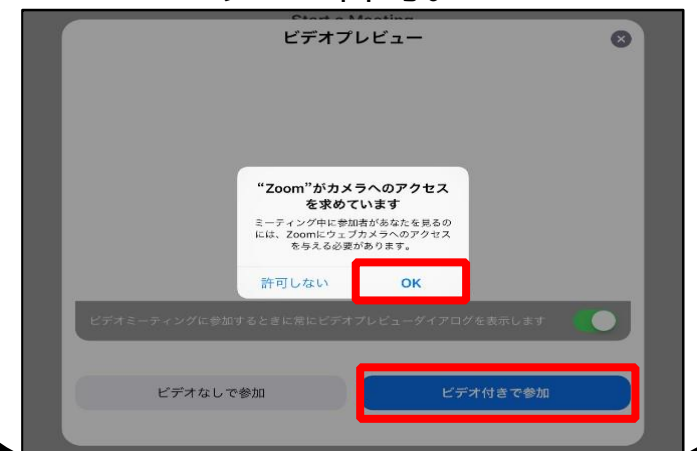 Start a Meeting
ビデオプレビュー
“Zoom”がカメラへのアクセス
を求めています
ミーティング中に参加者があなたを見るの
には、Zoomにウェブカメラへのアクセス
を与える必要があります。
許可しない
OK
ビデオミーティングに参加するときに常にビデオプレビューダイアログを表示します
ビデオなしで参加
ビデオ付きで参加